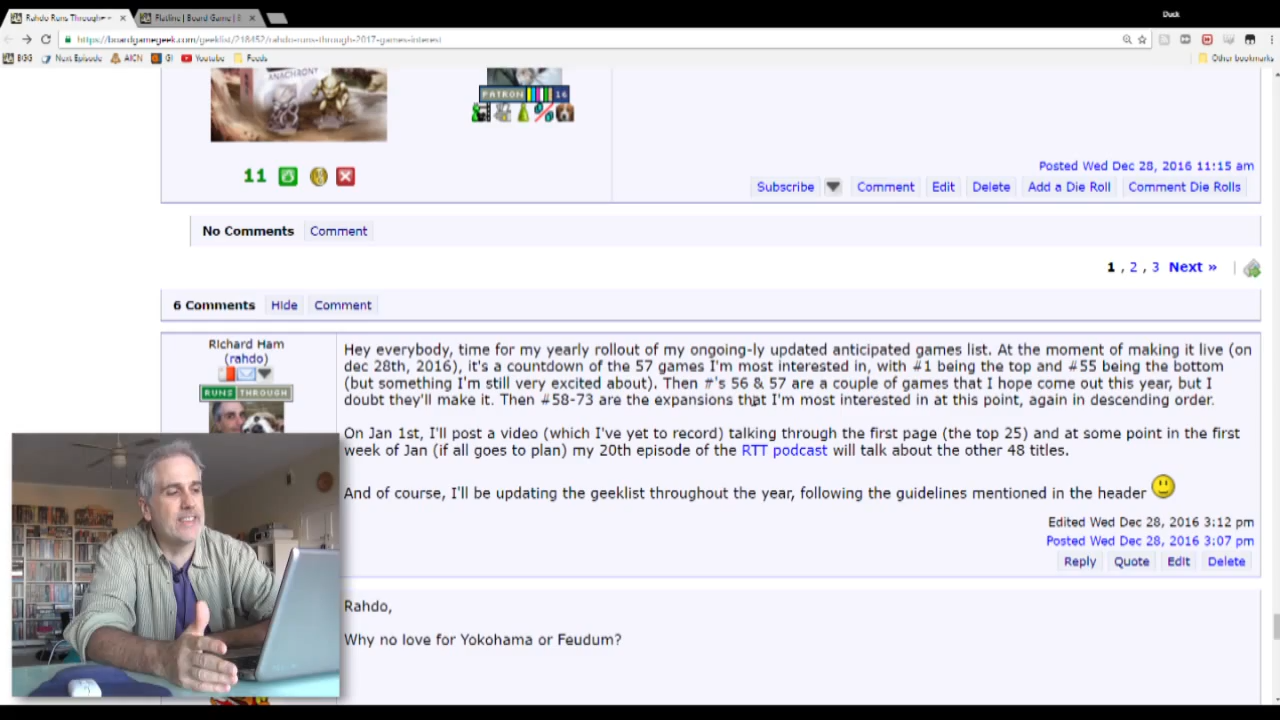 Rahdo Runs Through
Flatline | Board Game |
Duck
https://boardgamegeek.com/geeklist/218452/rahdo-runs-through-2017-games-interest
BGG Next Episode AICN GI Youtube Feeds Other bookmarks
ANACHRONY
PATRON 16
11
Posted Wed Dec 28, 2016 11:15 am
Subscribe Comment Edit Delete Add a Die Roll Comment Die Rolls
No Comments Comment
1 , 2 , 3 Next »
6 Comments Hide Comment
Richard Ham
(rahdo)
RUNS THROUGH
Hey everybody, time for my yearly rollout of my ongoing-ly updated anticipated games list. At the moment of making it live (on
dec 28th, 2016), it's a countdown of the 57 games I'm most interested in, with #1 being the top and #55 being the bottom
(but something I'm still very excited about). Then #'s 56 & 57 are a couple of games that I hope come out this year, but I
doubt they'll make it. Then #58-73 are the expansions that I'm most interested in at this point, again in descending order.
On Jan 1st, I'll post a video (which I've yet to record) talking through the first page (the top 25) and at some point in the first
week of Jan (if all goes to plan) my 20th episode of the RTT podcast will talk about the other 48 titles.
And of course, I'll be updating the geeklist throughout the year, following the guidelines mentioned in the header
Edited Wed Dec 28, 2016 3:12 pm
Posted Wed Dec 28, 2016 3:07 pm
Reply Quote Edit Delete
Rahdo,
Why no love for Yokohama or Feudum?